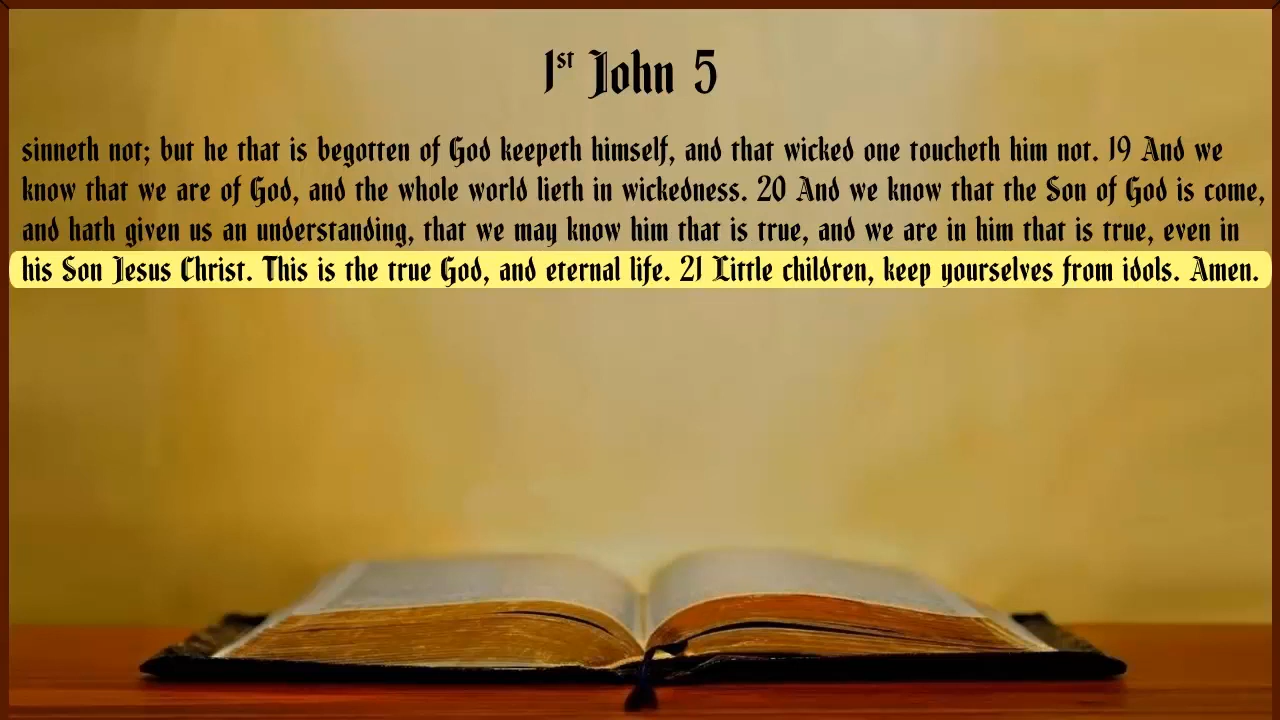 1st John 5
sinneth not; but he that is begotten of God keepeth himself, and that wicked one toucheth him not. 19 And we
know that we are of God, and the whole world lieth in wickedness. 20 And we know that the Son of God is come,
and hath given us an understanding, that we may know him that is true, and we are in him that is true, even in
his Son Jesus Christ. This is the true God, and eternal life. 21 Little children, keep yourselves from idols. Amen.